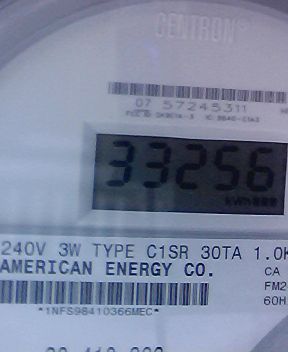 CENTRON
07 57245311
33256
kWh
240V 3W TYPE C1SR 30TA 1.0K
AMERICAN ENERGY CO.
CA
FM2
60H
*1NFS98410366MEC*